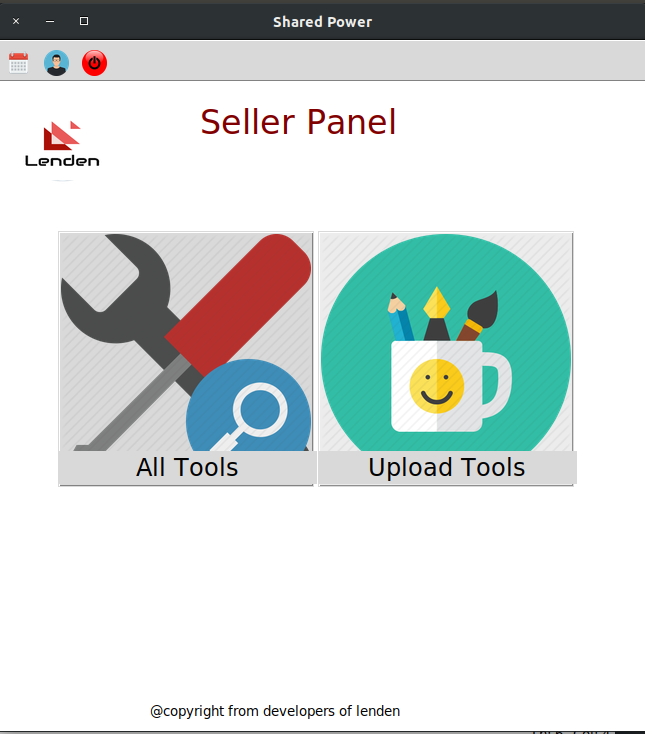 Shared Power
Seller Panel
Lenden
All Tools
Upload Tools
@copyright from developers of lenden